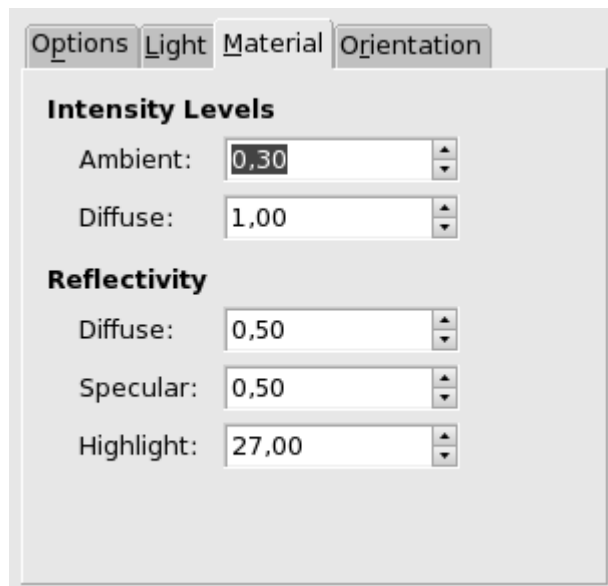 Options Light Material Orientation
Intensity Levels
Ambient: 0,30
Diffuse: 1,00
Reflectivity
Diffuse: 0,50
Specular: 0,50
Highlight: 27,00